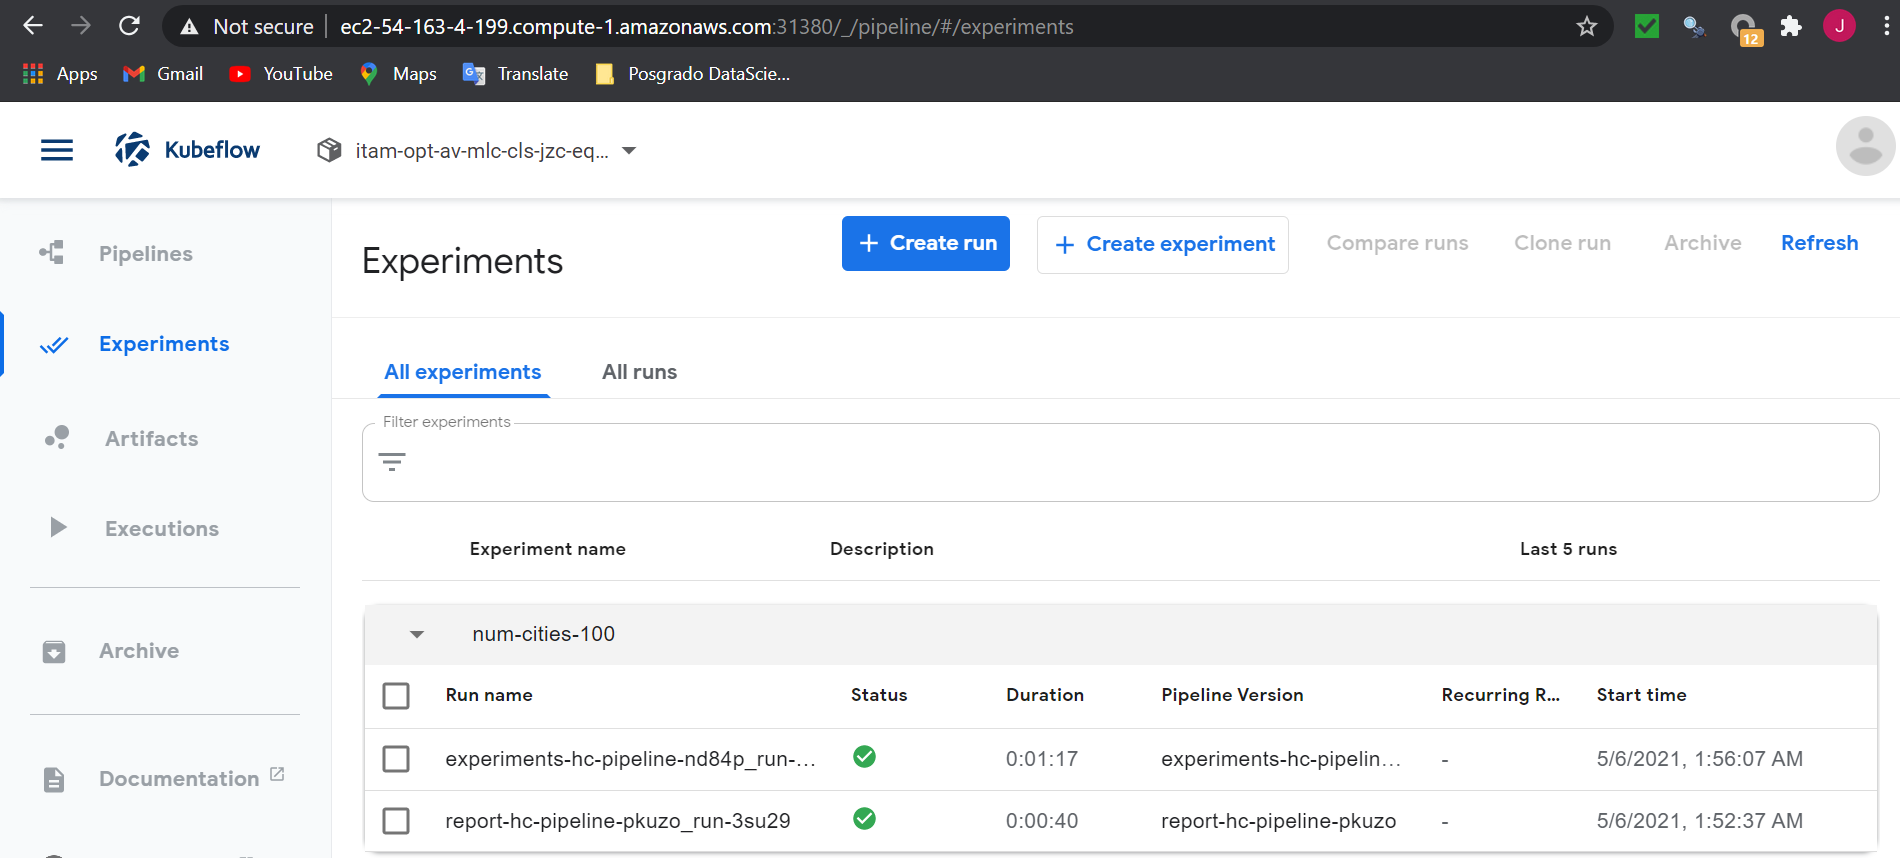 Not secure ec2-54-163-4-199.compute-1.amazonaws.com:31380/_/pipeline/#/experiments 12 J
Apps Gmail YouTube Maps Translate Posgrado DataScie...
Kubeflow itam-opt-av-mlc-cls-jzc-eq...
Pipelines
Experiments
Artifacts
Executions
Archive
Documentation
Experiments
+ Create run + Create experiment Compare runs Clone run Archive Refresh
All experiments All runs
Filter experiments
Experiment name Description Last 5 runs
num-cities-100
Run name Status Duration Pipeline Version Recurring R... Start time
experiments-hc-pipeline-nd84p_run-... 0:01:17 experiments-hc-pipelin... - 5/6/2021, 1:56:07 AM
report-hc-pipeline-pkuzo_run-3su29 0:00:40 report-hc-pipeline-pkuzo - 5/6/2021, 1:52:37 AM